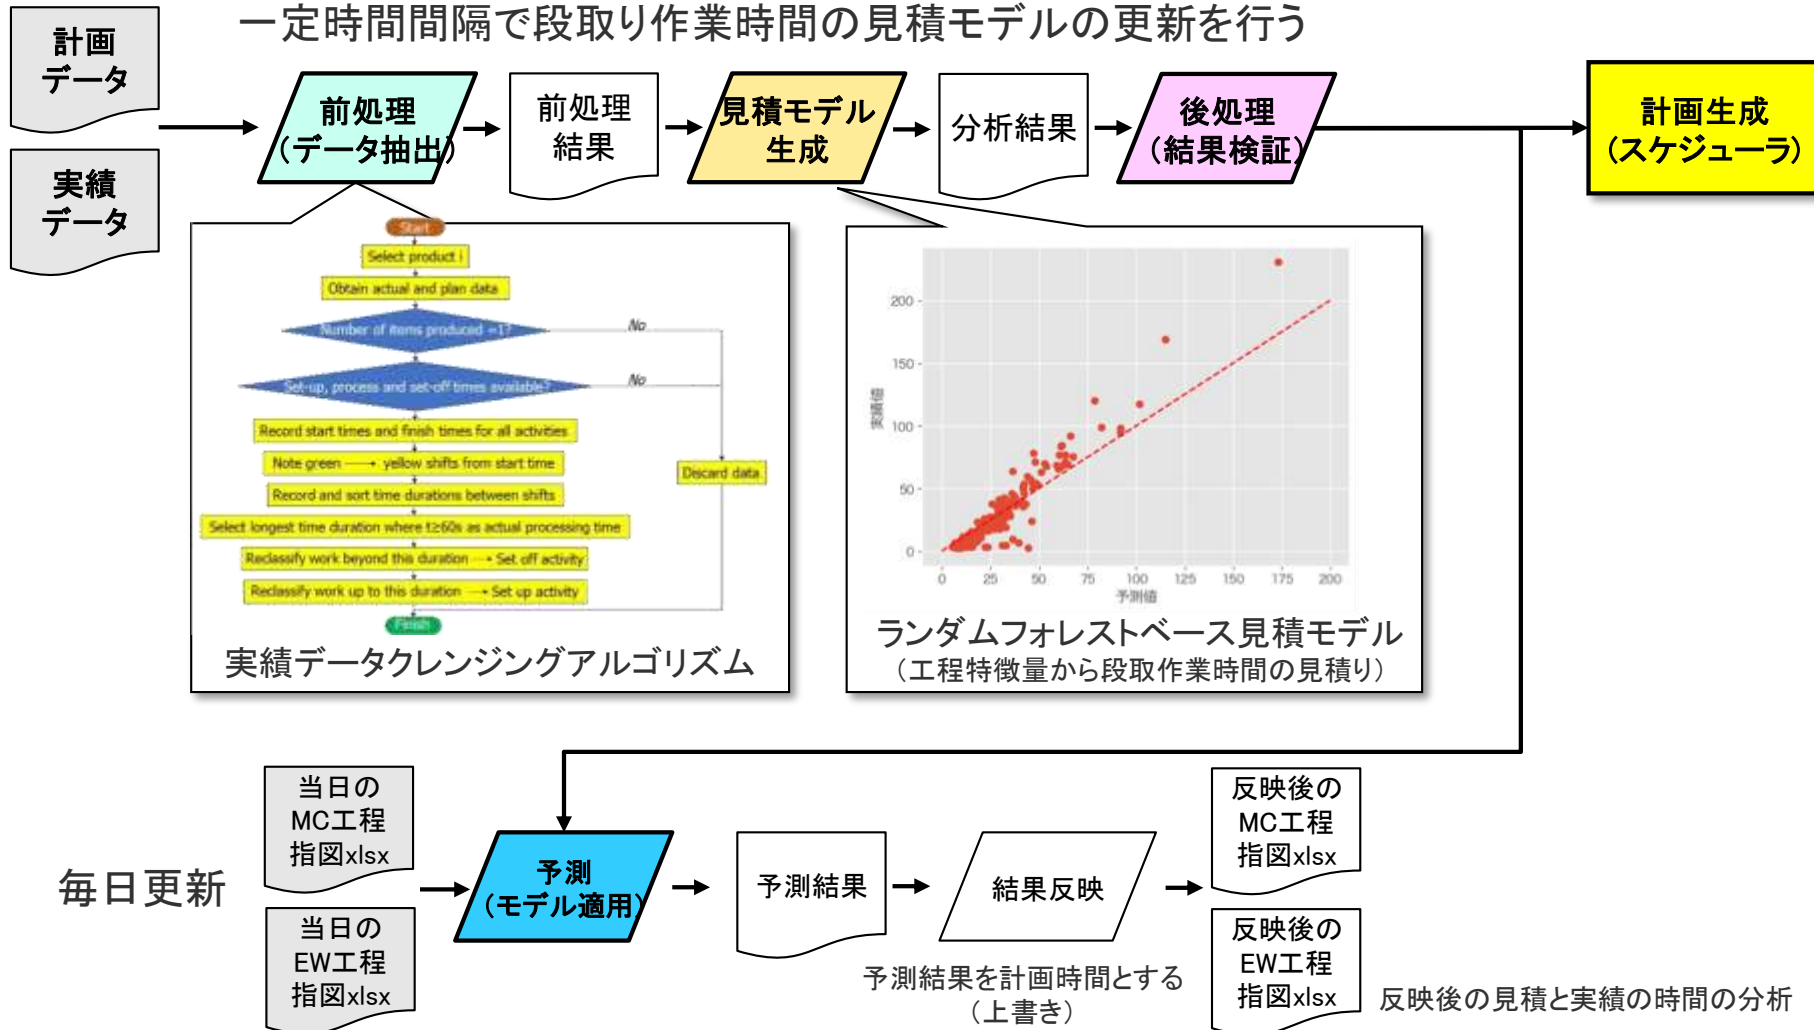 一定時間間隔で段取り作業時間の見積モデルの更新を行う
計画
データ
実績
データ
前処理
（データ抽出）
前処理
結果
見積モデル
生成
分析結果
後処理
（結果検証）
計画生成
（スケジューラ）
Start
Select product i
Obtain actual and plan data
Number of items produced =1?
No
Set-up, process and set-off times available?
No
Record start times and finish times for all activities
Note green → yellow shifts from start time
Discard data
Record and sort time durations between shifts
Select longest time duration where t≥60s as actual processing time
Reclassify work beyond this duration → Set off activity
Reclassify work up to this duration → Set up activity
Finish
実績データクレンジングアルゴリズム
実績値
200
150
100
50
0
0 25 50 75 100 125 150 175 200
予測値
ランダムフォレストベース見積モデル
（工程特徴量から段取作業時間の見積り）
毎日更新
当日の
MC工程
指図xlsx
当日の
EW工程
指図xlsx
予測
（モデル適用）
予測結果
結果反映
予測結果を計画時間とする
（上書き）
反映後の
MC工程
指図xlsx
反映後の
EW工程
指図xlsx
反映後の見積と実績の時間の分析